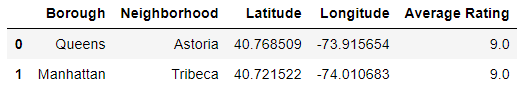 Borough Neighborhood Latitude Longitude Average Rating
0 Queens Astoria 40.768509 -73.915654 9.0
1 Manhattan Tribeca 40.721522 -74.010683 9.0